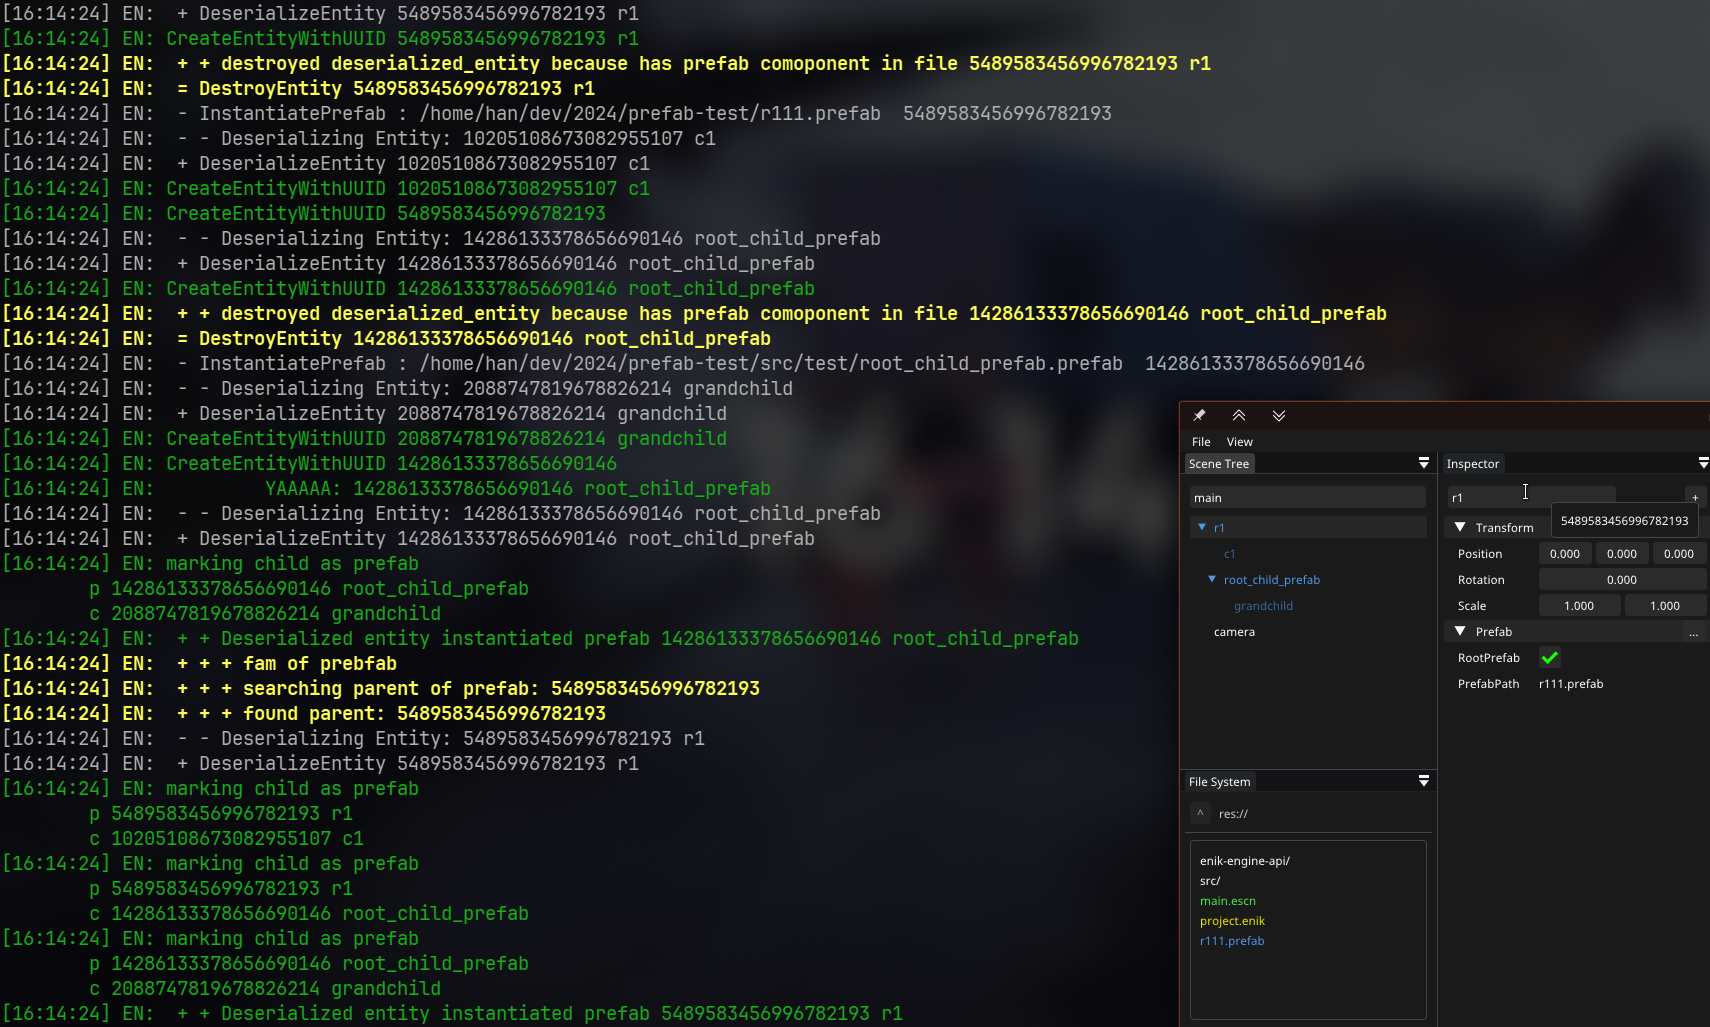 [16:14:24] EN:  + DeserializeEntity 5489583456996782193 r1
[16:14:24] EN: CreateEntityWithUUID 5489583456996782193 r1
[16:14:24] EN:  + + destroyed deserialized_entity because has prefab comoponent in file 5489583456996782193 r1
[16:14:24] EN:  = DestroyEntity 5489583456996782193 r1
[16:14:24] EN:  - InstantiatePrefab : /home/han/dev/2024/prefab-test/r111.prefab  5489583456996782193
[16:14:24] EN:  - - Deserializing Entity: 10205108673082955107 c1
[16:14:24] EN:  + DeserializeEntity 10205108673082955107 c1
[16:14:24] EN: CreateEntityWithUUID 10205108673082955107 c1
[16:14:24] EN: CreateEntityWithUUID 5489583456996782193
[16:14:24] EN:  - - Deserializing Entity: 14286133378656690146 root_child_prefab
[16:14:24] EN:  + DeserializeEntity 14286133378656690146 root_child_prefab
[16:14:24] EN: CreateEntityWithUUID 14286133378656690146 root_child_prefab
[16:14:24] EN:  + + destroyed deserialized_entity because has prefab comoponent in file 14286133378656690146 root_child_prefab
[16:14:24] EN:  = DestroyEntity 14286133378656690146 root_child_prefab
[16:14:24] EN:  - InstantiatePrefab : /home/han/dev/2024/prefab-test/src/test/root_child_prefab.prefab  14286133378656690146
[16:14:24] EN:  - - Deserializing Entity: 2088747819678826214 grandchild
[16:14:24] EN:  + DeserializeEntity 2088747819678826214 grandchild
[16:14:24] EN: CreateEntityWithUUID 2088747819678826214 grandchild
[16:14:24] EN: CreateEntityWithUUID 14286133378656690146
[16:14:24] EN:          YAAAAA: 14286133378656690146 root_child_prefab
[16:14:24] EN:  - - Deserializing Entity: 14286133378656690146 root_child_prefab
[16:14:24] EN:  + DeserializeEntity 14286133378656690146 root_child_prefab
[16:14:24] EN: marking child as prefab
p 14286133378656690146 root_child_prefab
c 2088747819678826214 grandchild
[16:14:24] EN:  + + Deserialized entity instantiated prefab 14286133378656690146 root_child_prefab
[16:14:24] EN:  + + + fam of prebfab
[16:14:24] EN:  + + + searching parent of prefab: 5489583456996782193
[16:14:24] EN:  + + + found parent: 5489583456996782193
[16:14:24] EN:  - - Deserializing Entity: 5489583456996782193 r1
[16:14:24] EN:  + DeserializeEntity 5489583456996782193 r1
[16:14:24] EN: marking child as prefab
p 5489583456996782193 r1
c 10205108673082955107 c1
[16:14:24] EN: marking child as prefab
p 5489583456996782193 r1
c 14286133378656690146 root_child_prefab
[16:14:24] EN: marking child as prefab
p 14286133378656690146 root_child_prefab
c 2088747819678826214 grandchild
[16:14:24] EN:  + + Deserialized entity instantiated prefab 5489583456996782193 r1
File View
Scene Tree
main
r1
c1
root_child_prefab
grandchild
camera
File System
^ res://
enik-engine-api/
src/
main.escn
project.enik
r111.prefab
Inspector
r1 +
5489583456996782193
Transform
Position 0.000 0.000 0.000
Rotation 0.000
Scale 1.000 1.000
Prefab ...
RootPrefab
PrefabPath r111.prefab